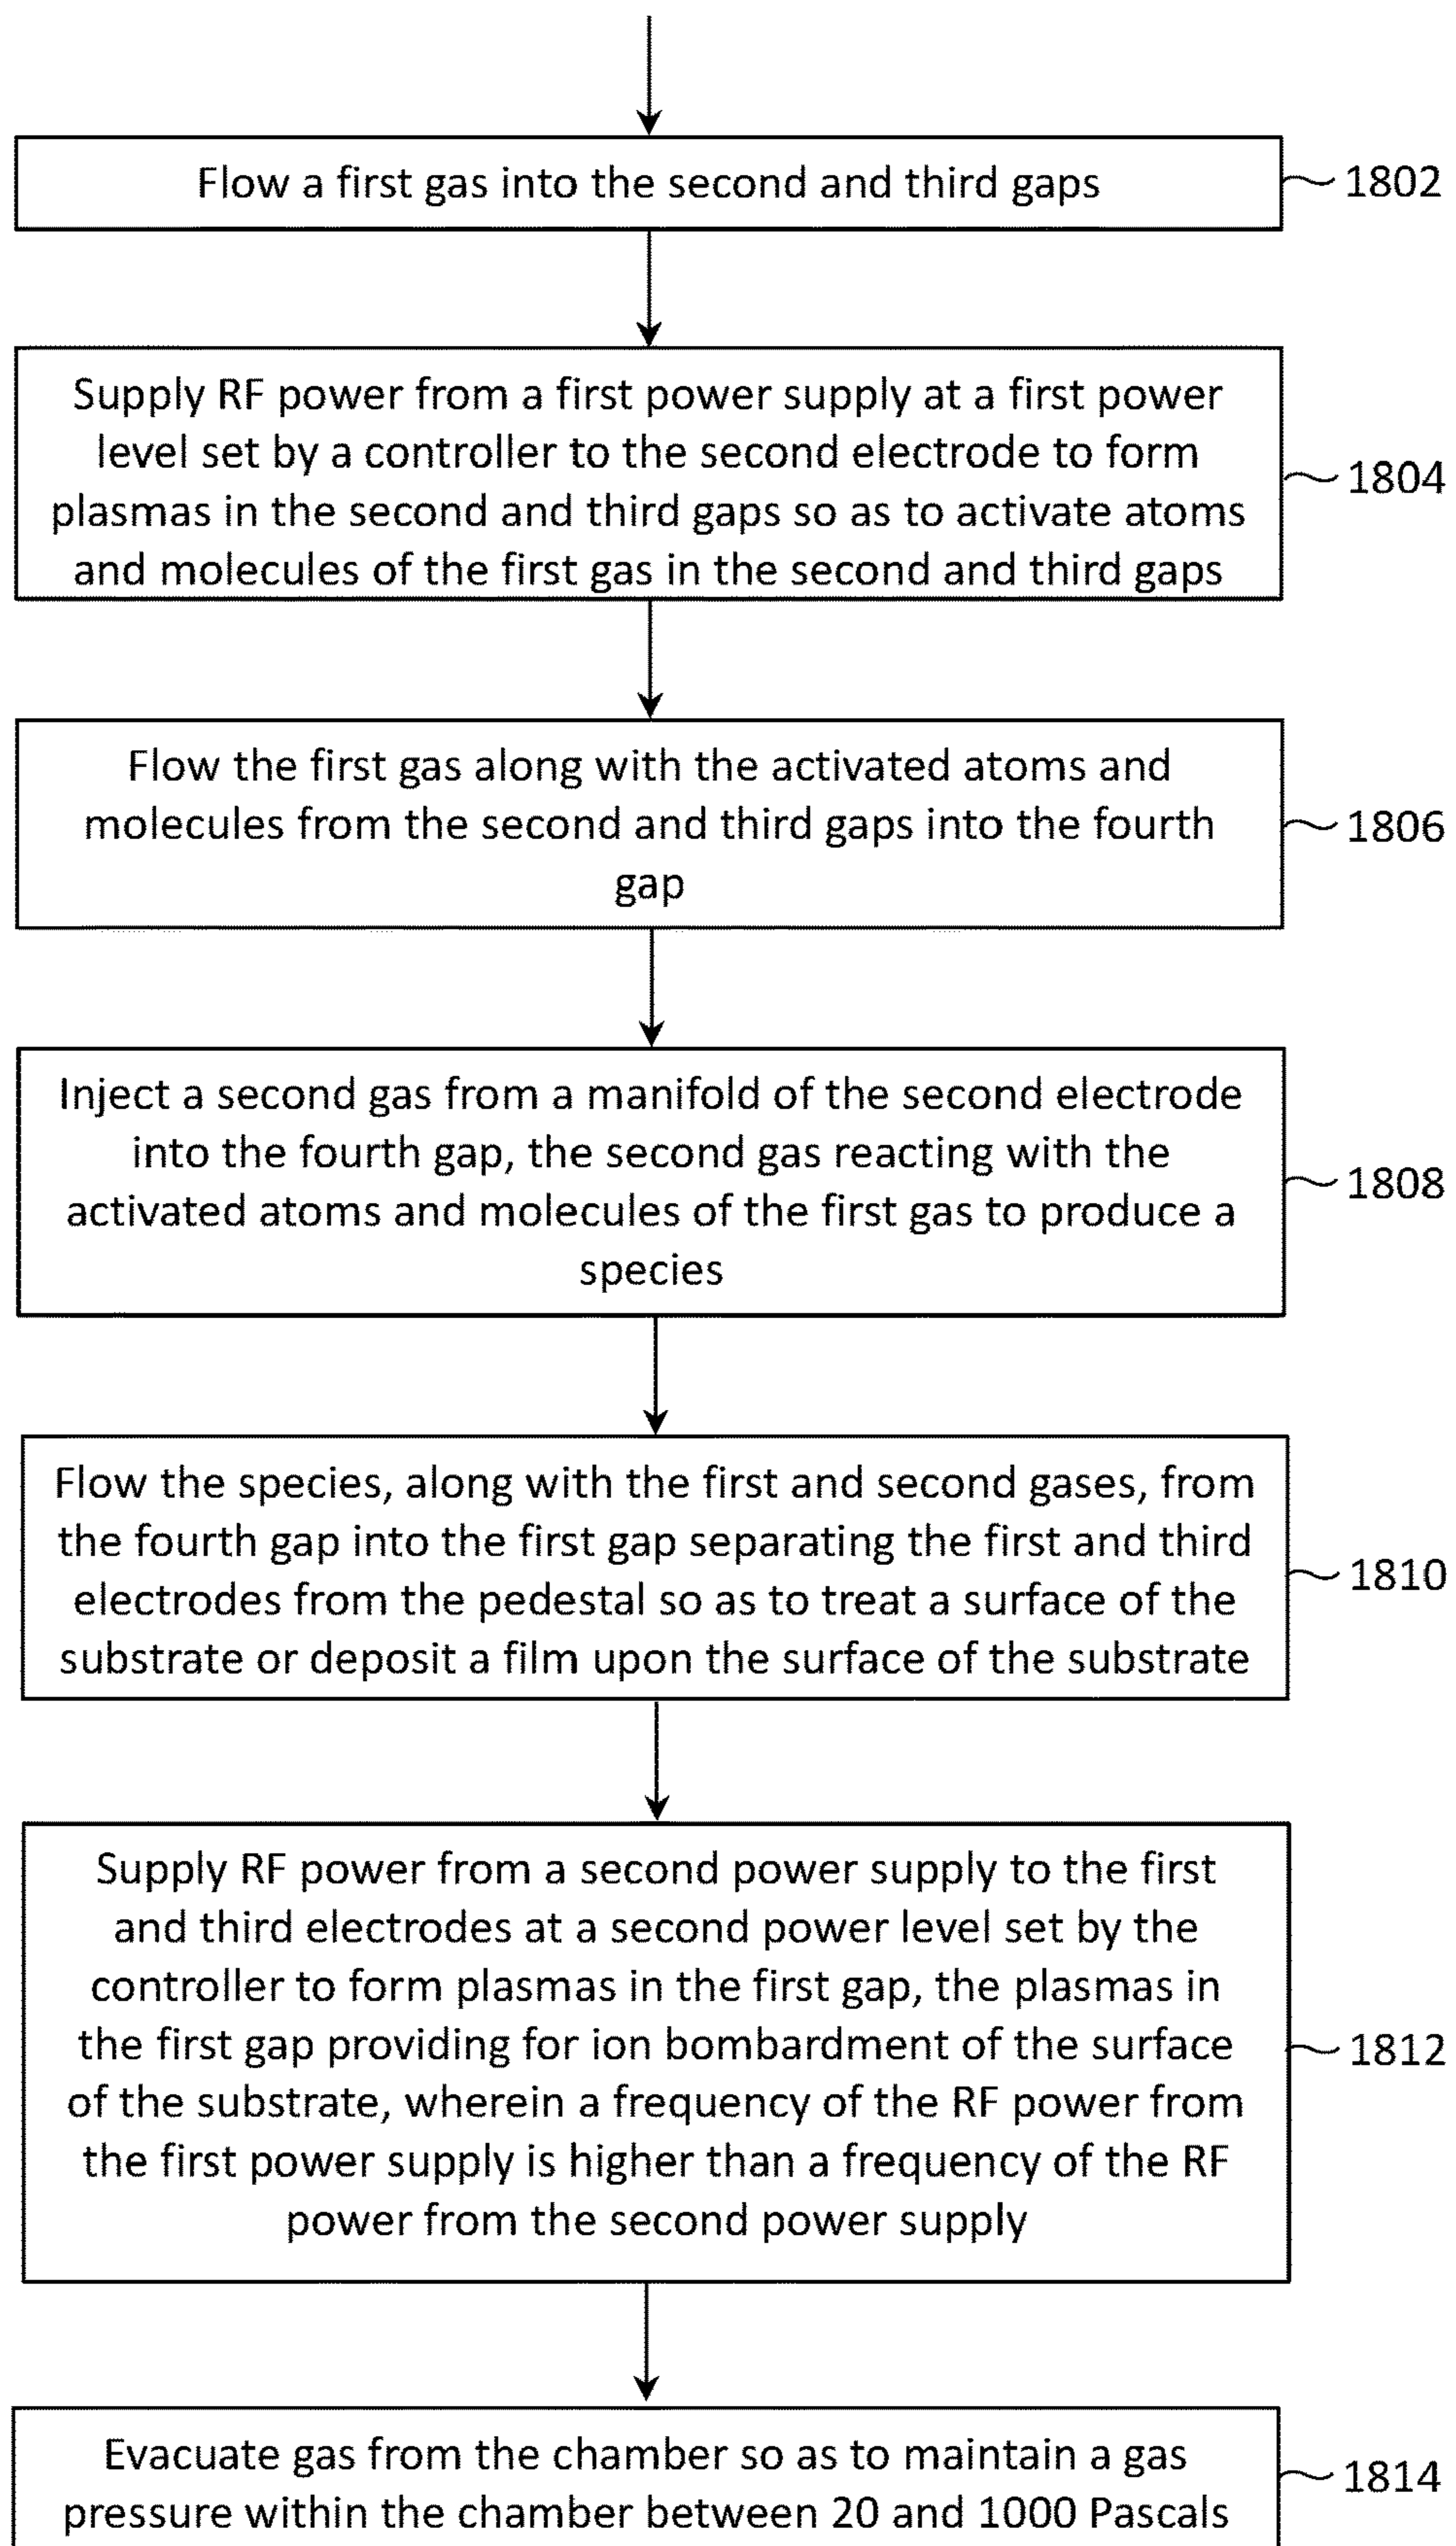 Flow a first gas into the second and third gaps
1802
Supply RF power from a first power supply at a first power
level set by a controller to the second electrode to form
plasmas in the second and third gaps so as to activate atoms
and molecules of the first gas in the second and third gaps
1804
Flow the first gas along with the activated atoms and
molecules from the second and third gaps into the fourth
gap
1806
Inject a second gas from a manifold of the second electrode
into the fourth gap, the second gas reacting with the
activated atoms and molecules of the first gas to produce a
species
1808
Flow the species, along with the first and second gases, from
the fourth gap into the first gap separating the first and third
electrodes from the pedestal so as to treat a surface of the
substrate or deposit a film upon the surface of the substrate
1810
Supply RF power from a second power supply to the first
and third electrodes at a second power level set by the
controller to form plasmas in the first gap, the plasmas in
the first gap providing for ion bombardment of the surface
of the substrate, wherein a frequency of the RF power from
the first power supply is higher than a frequency of the RF
power from the second power supply
1812
Evacuate gas from the chamber so as to maintain a gas
pressure within the chamber between 20 and 1000 Pascals
1814